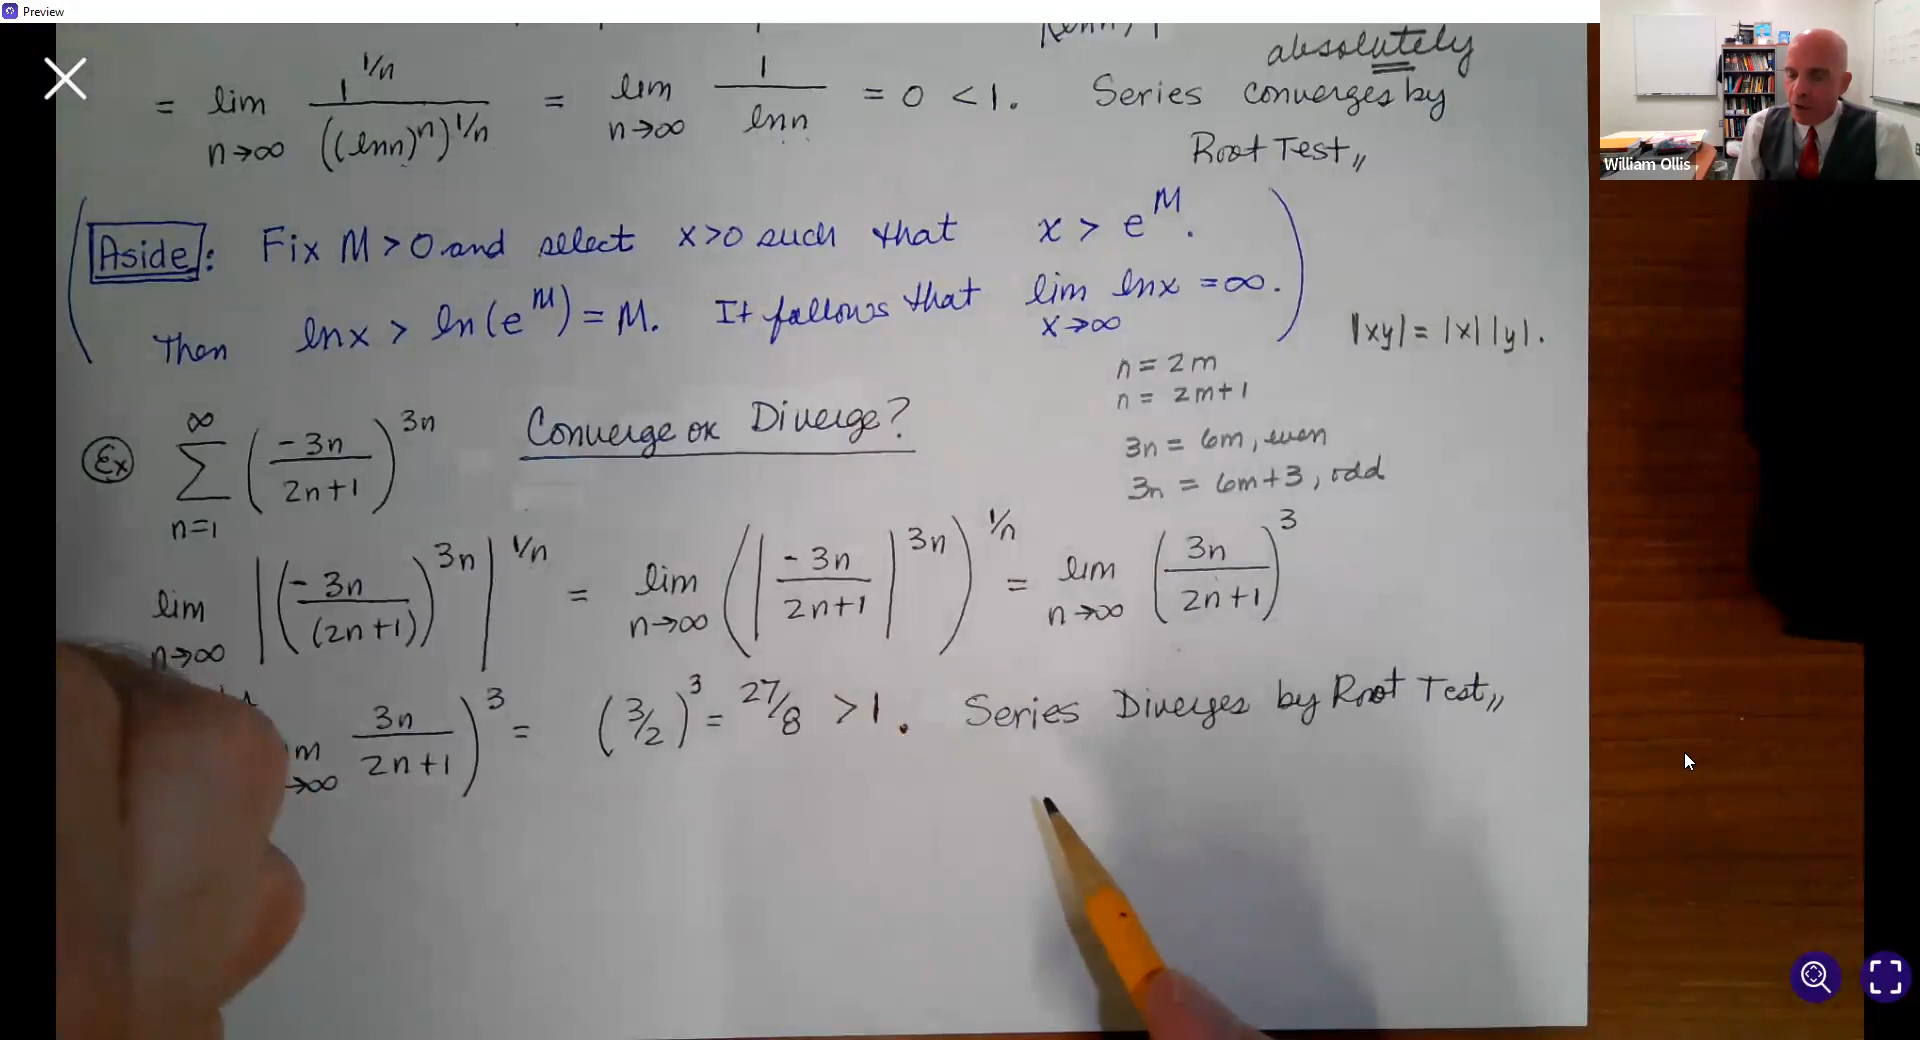 Preview
absolutely
= lim n→∞ 1^{1/n} / ((ln n)^n)^{1/n} = lim n→∞ 1 / ln n = 0 < 1. Series converges by
Root Test,,
William Ollis
(Aside: Fix M > 0 and select x > 0 such that x > e^M.
Then ln x > ln(e^M) = M. It follows that lim x→∞ ln x = ∞.)
|xy| = |x| |y|.
n = 2m
n = 2m+1
3n = 6m, even
3n = 6m+3, odd
Ex ∞ Σ n=1 (-3n / 2n+1)^{3n} Converge or Diverge?
lim n→∞ |(-3n / (2n+1))^{3n}|^{1/n} = lim n→∞ (|-3n / 2n+1|^{3n})^{1/n} = lim n→∞ (3n / 2n+1)^3
3n / 2n+1)^3 = (3/2)^3 = 27/8 > 1. Series Diverges by Root Test,,
→∞